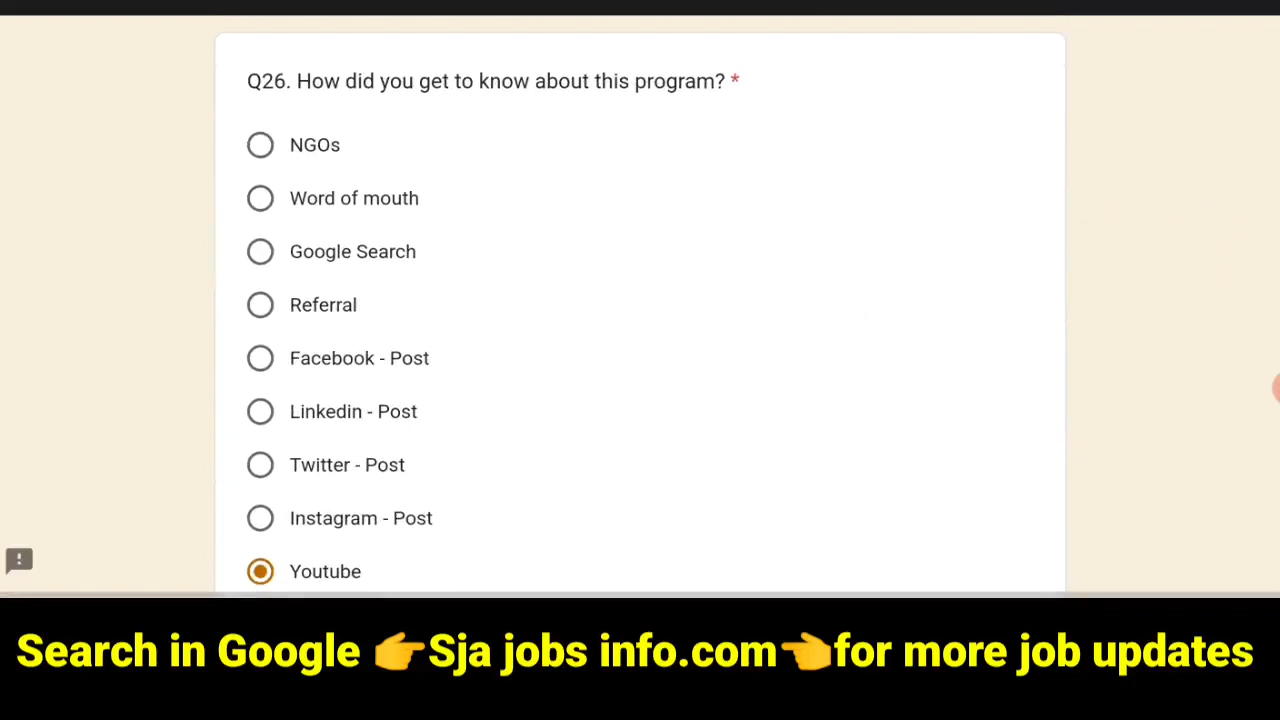 Q26. How did you get to know about this program? *
NGOs
Word of mouth
Google Search
Referral
Facebook - Post
Linkedin - Post
Twitter - Post
Instagram - Post
Youtube
Search in Google 👉Sja jobs info.com👈for more job updates